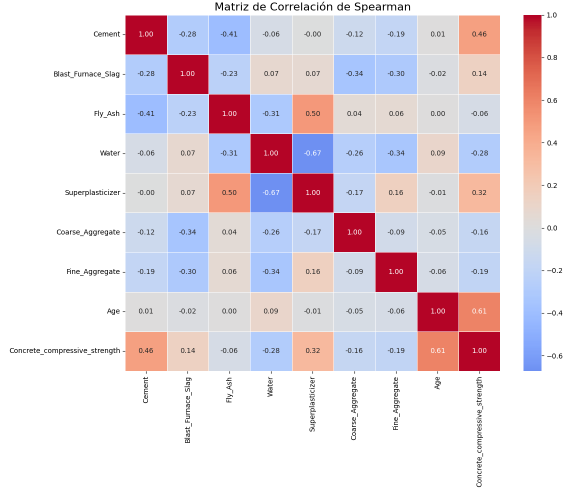 Matriz de Correlación de Spearman
Cement 1.00 -0.28 -0.41 -0.06 -0.00 -0.12 -0.19 0.01 0.46
Blast_Furnace_Slag -0.28 1.00 -0.23 0.07 0.07 -0.34 -0.30 -0.02 0.14
Fly_Ash -0.41 -0.23 1.00 -0.31 0.50 0.04 0.06 0.00 -0.06
Water -0.06 0.07 -0.31 1.00 -0.67 -0.26 -0.34 0.09 -0.28
Superplasticizer -0.00 0.07 0.50 -0.67 1.00 -0.17 0.16 -0.01 0.32
Coarse_Aggregate -0.12 -0.34 0.04 -0.26 -0.17 1.00 -0.09 -0.05 -0.16
Fine_Aggregate -0.19 -0.30 0.06 -0.34 0.16 -0.09 1.00 -0.06 -0.19
Age 0.01 -0.02 0.00 0.09 -0.01 -0.05 -0.06 1.00 0.61
Concrete_compressive_strength 0.46 0.14 -0.06 -0.28 0.32 -0.16 -0.19 0.61 1.00
Cement
Blast_Furnace_Slag
Fly_Ash
Water
Superplasticizer
Coarse_Aggregate
Fine_Aggregate
Age
Concrete_compressive_strength
1.0
0.8
0.6
0.4
0.2
0.0
−0.2
−0.4
−0.6